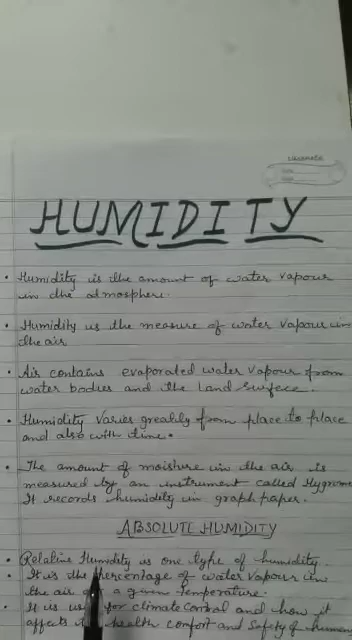 CLASSMATE
HUMIDITY
• Humidity is the amount of water vapour
in the atmosphere.
• Humidity is the measure of water vapour in
the air
• Air contains evaporated water vapour from
water bodies and the land surface.
• Humidity varies greatly from place to place
and also with time.
• The amount of moisture in the air is
measured by an instrument called Hygrome
It records humidity in graph paper.
ABSOLUTE HUMIDITY
• Relative Humidity is one type of humidity.
• It is the percentage of water vapour in
the air a given temperature.
• It is for climate control and how it
affects health comfort and Safety of human